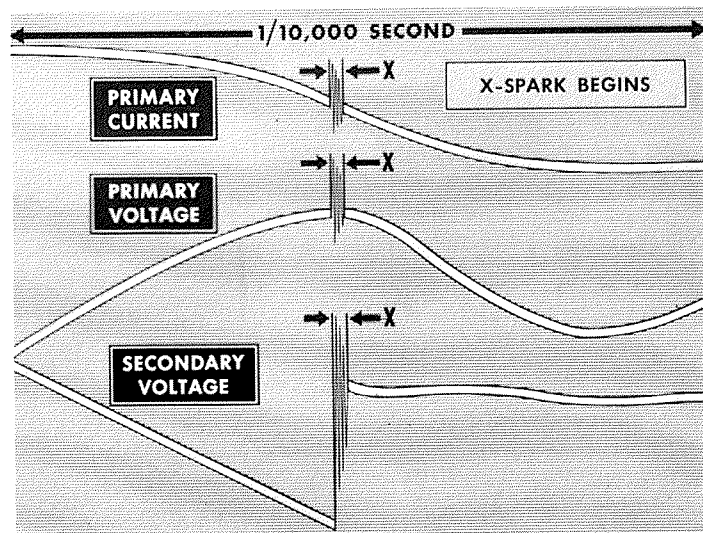 1/10,000 SECOND
X
X-SPARK BEGINS
PRIMARY
CURRENT
X
PRIMARY
VOLTAGE
X
SECONDARY
VOLTAGE